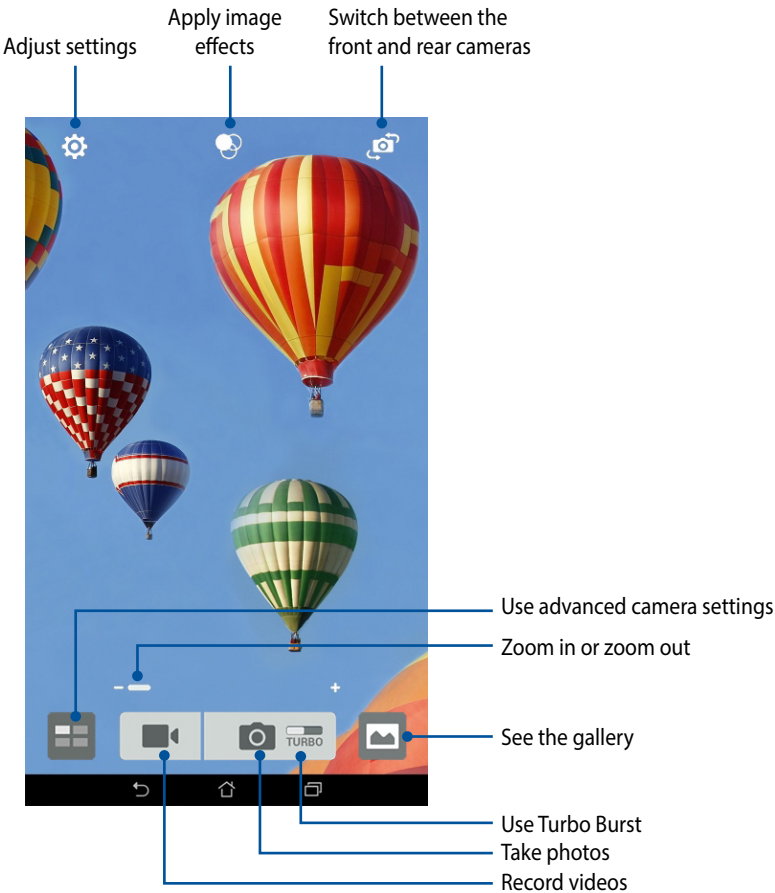 Adjust settings
Apply image
effects
Switch between the
front and rear cameras
Use advanced camera settings
Zoom in or zoom out
TURBO
See the gallery
Use Turbo Burst
Take photos
Record videos